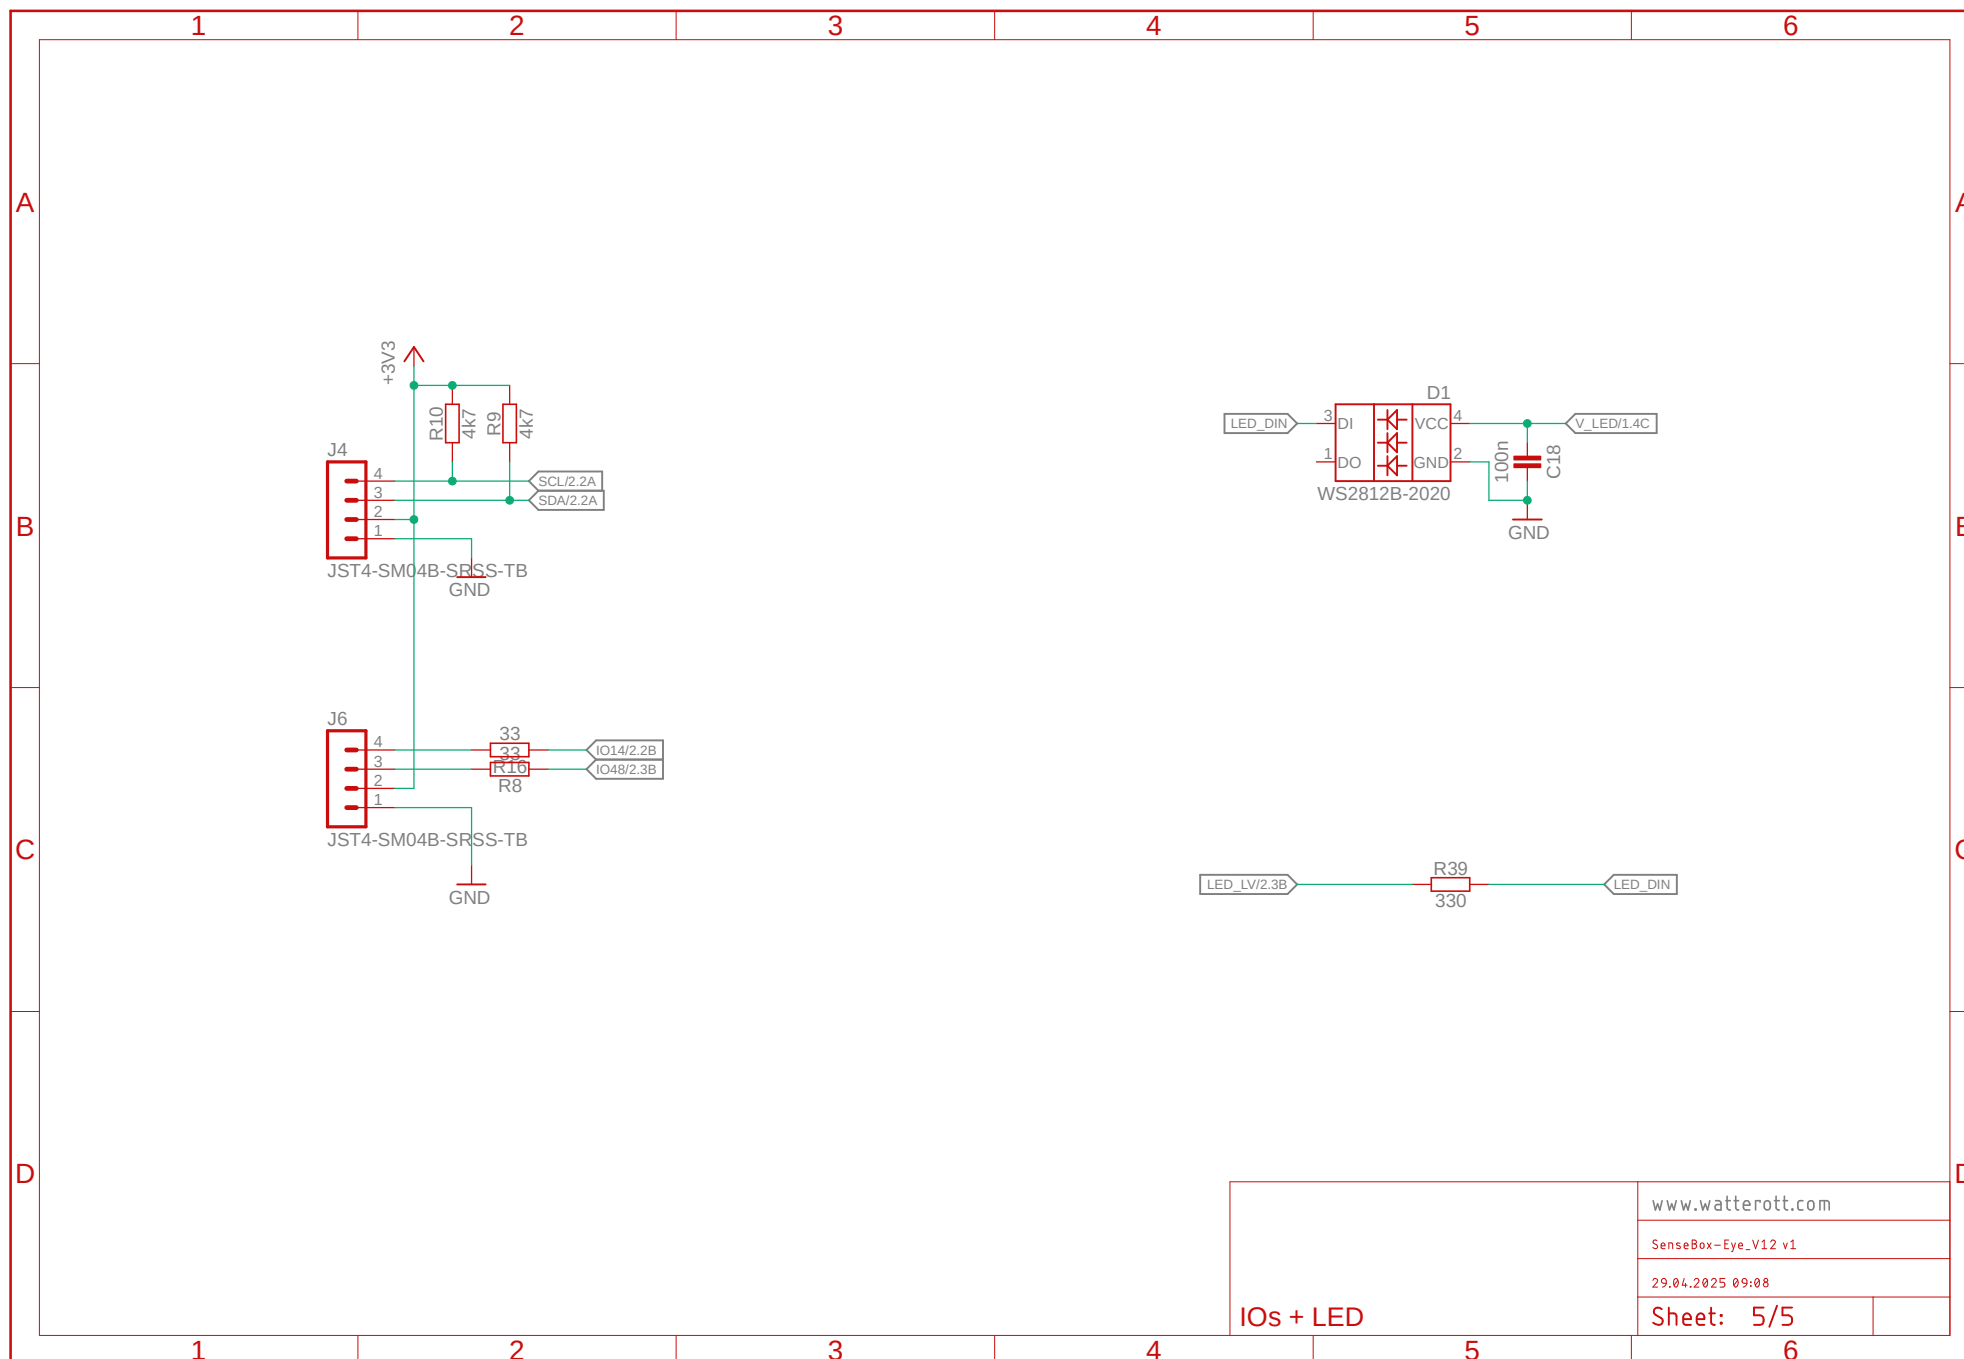 1 2 3 4 5 6
A A
+3V3
R10 4k7 R9 4k7
J4
4 SCL/2.2A
3 SDA/2.2A
2
1
JST4-SM04B-SRSS-TB
GND
D1
LED_DIN 3 DI VCC 4 V_LED/1.4C
1 DO GND 2
100n C18
WS2812B-2020
GND
B B
J6
33
4 IO14/2.2B
33
3 R16 IO48/2.3B
2 R8
1
JST4-SM04B-SRSS-TB
GND
C C
R39
LED_LV/2.3B LED_DIN
330
D D
www.watterott.com
SenseBox-Eye_V12 v1
29.04.2025 09:08
IOs + LED Sheet: 5/5
1 2 3 4 5 6